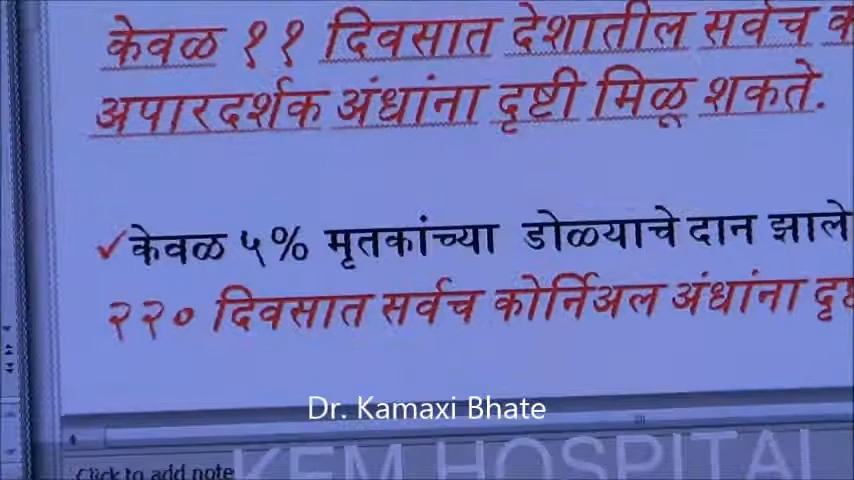 केवळ ११ दिवसात देशातील सर्वच
अपारदर्शक अंधांना दृष्टी मिळू शकते.
✓केवळ ५% मृतकांच्या डोळ्याचे दान झाले
२२० दिवसात सर्वच कोर्निअल अंधांना
Dr. Kamaxi Bhate
Click to add note
KEM HOSPITAL